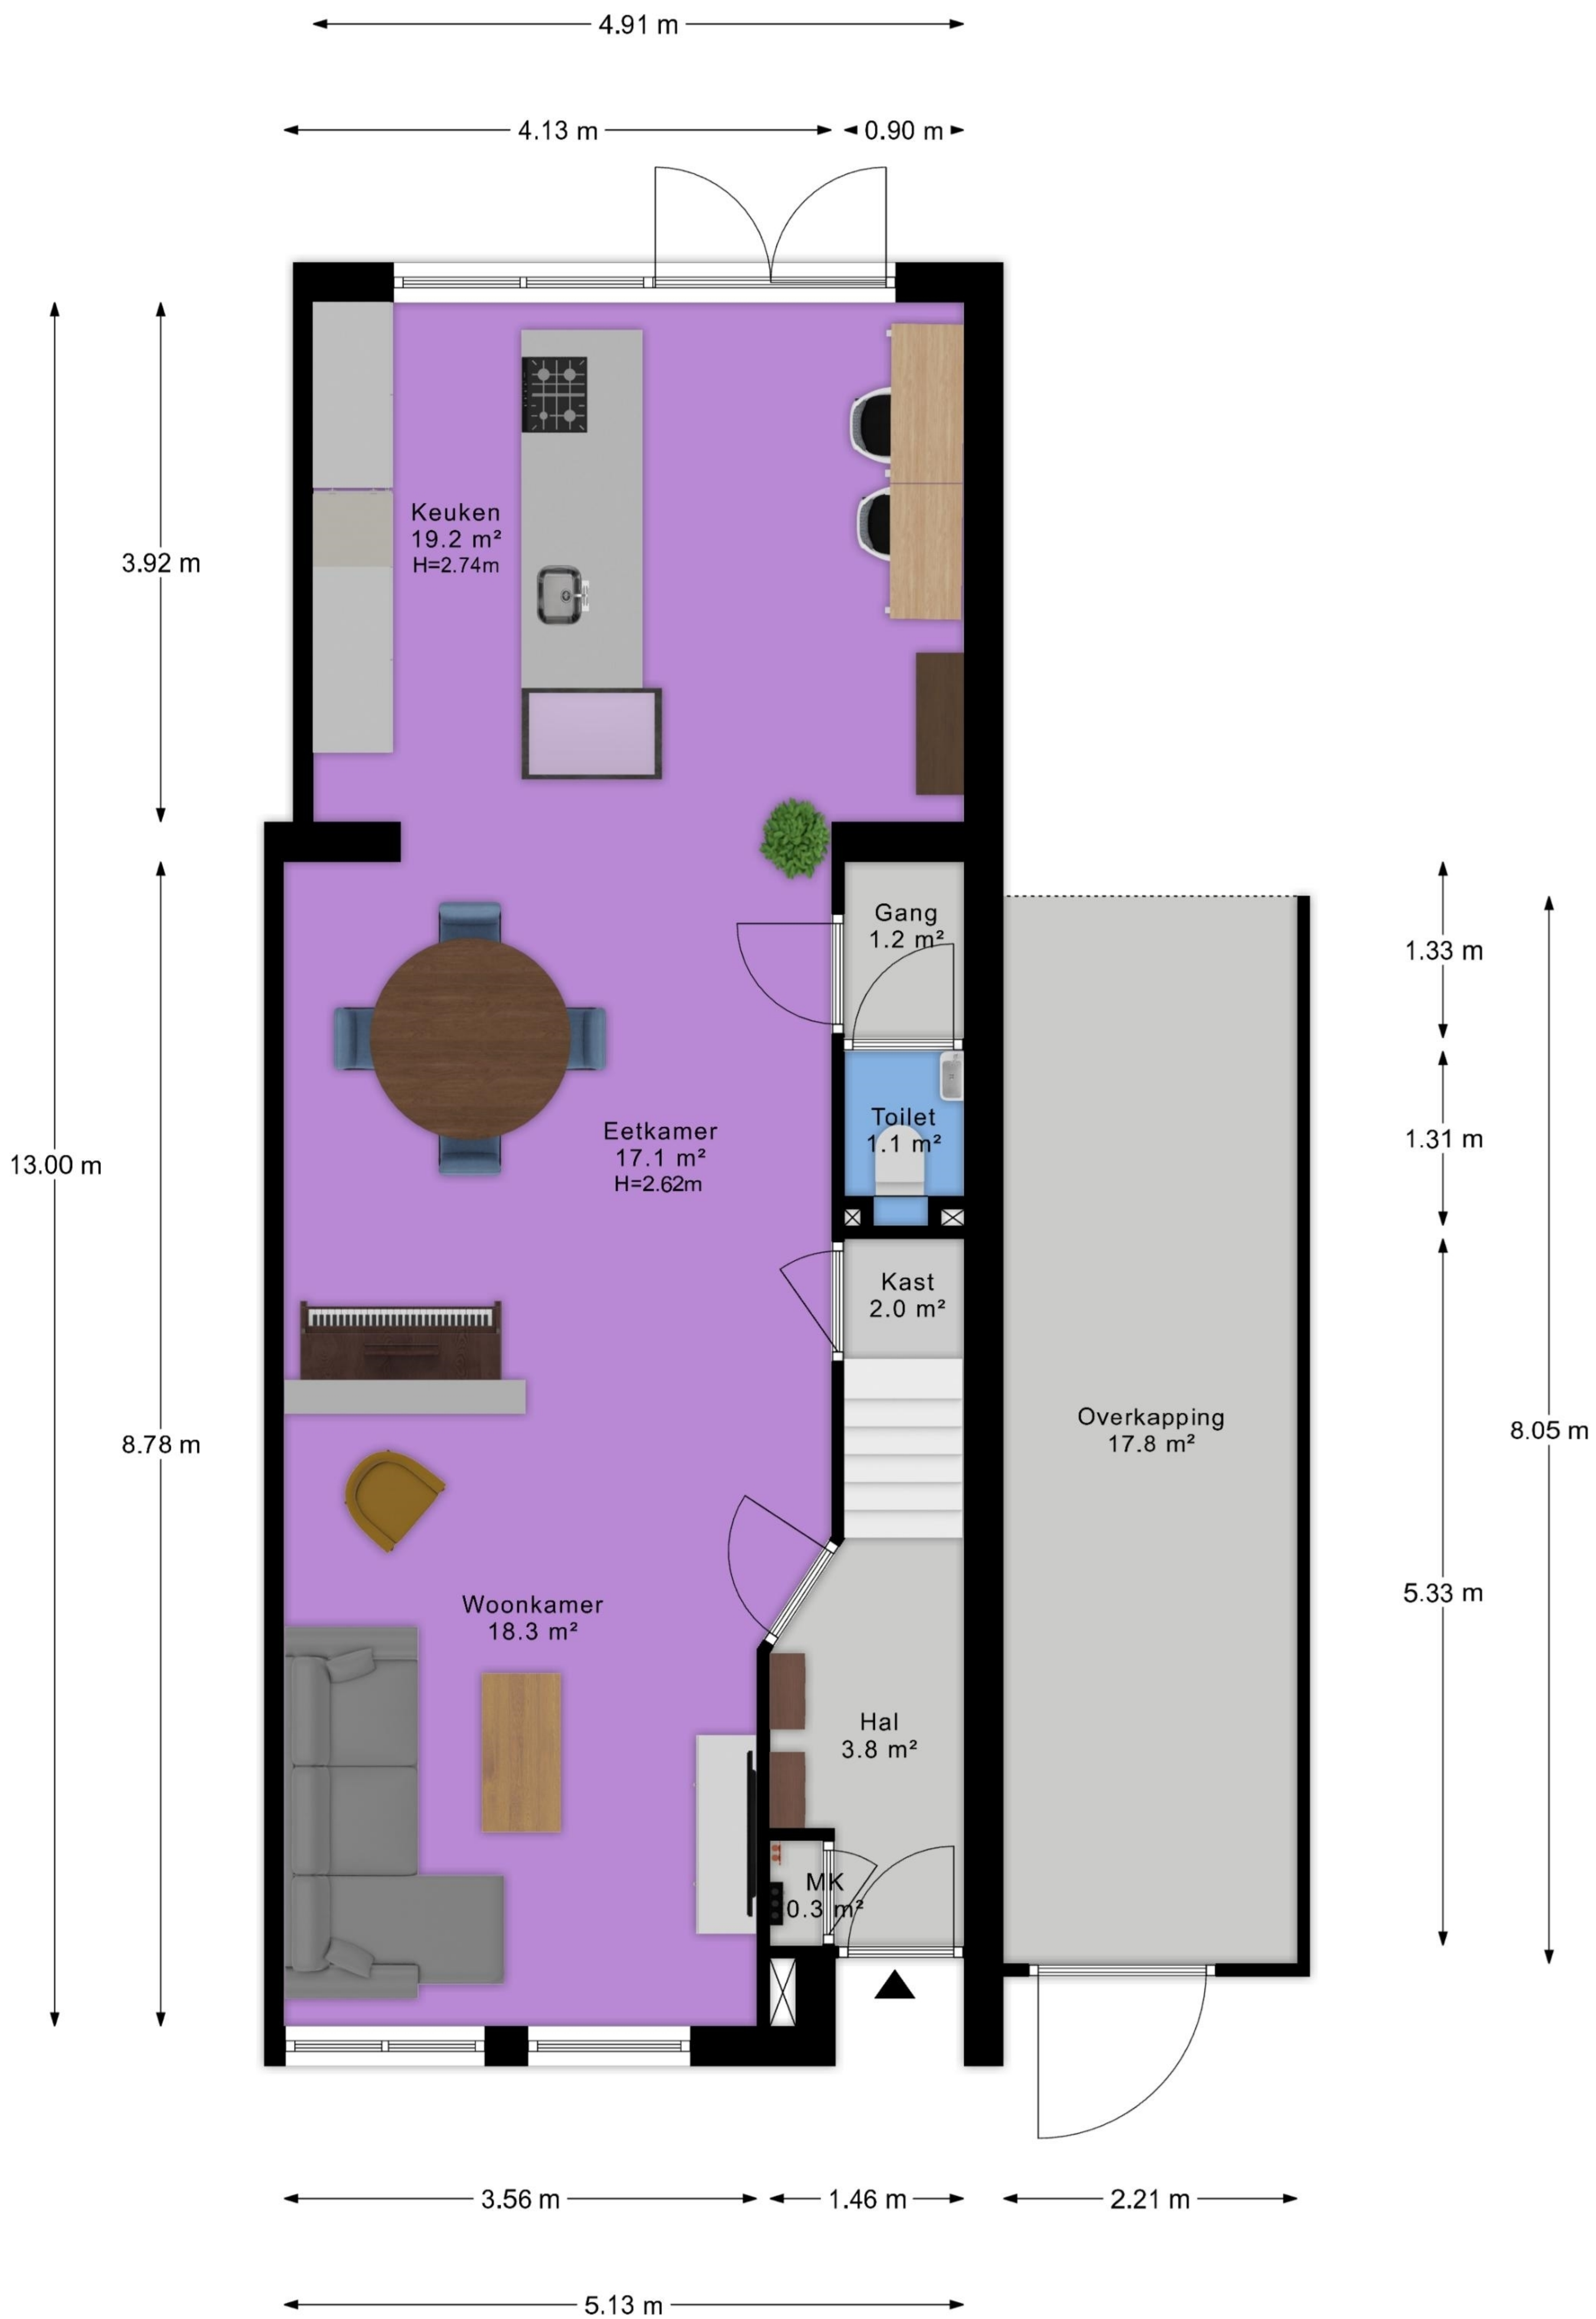 4.91 m
4.13 m
0.90 m
Keuken
19.2 m²
H=2.74m
3.92 m
Gang
1.2 m²
1.33 m
Toilet
1.1 m²
1.31 m
Eetkamer
17.1 m²
H=2.62m
13.00 m
Kast
2.0 m²
Overkapping
17.8 m²
8.05 m
8.78 m
Woonkamer
18.3 m²
5.33 m
Hal
3.8 m²
MK
0.3 m²
3.56 m
1.46 m
2.21 m
5.13 m